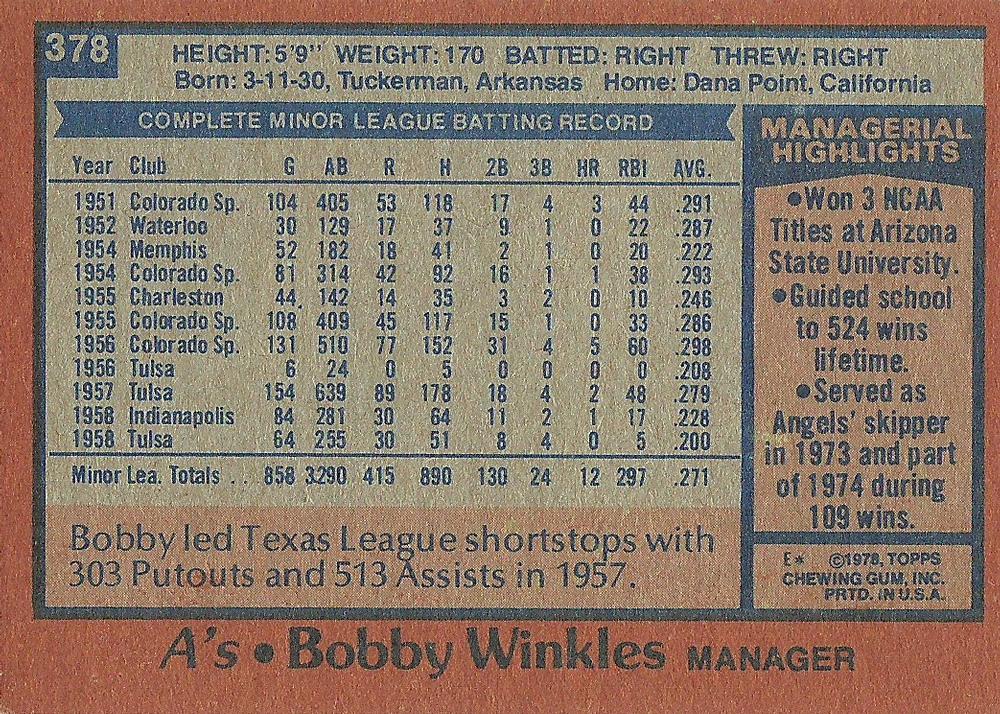 378
HEIGHT: 5'9" WEIGHT: 170 BATTED: RIGHT THREW: RIGHT
Born: 3-11-30, Tuckerman, Arkansas Home: Dana Point, California
COMPLETE MINOR LEAGUE BATTING RECORD
Year Club G AB R H 2B 3B HR RBI AVG.
1951 Colorado Sp. 104 405 53 118 17 4 3 44 .291
1952 Waterloo 30 129 17 37 9 1 0 22 .287
1954 Memphis 52 182 18 41 2 1 0 20 .222
1954 Colorado Sp. 81 314 42 92 16 1 1 38 .293
1955 Charleston 44 142 14 35 3 2 0 10 .246
1955 Colorado Sp. 108 409 45 117 15 1 0 33 .286
1956 Colorado Sp. 131 510 77 152 31 4 5 60 .298
1956 Tulsa 6 24 0 5 0 0 0 0 .208
1957 Tulsa 154 639 89 178 18 4 2 48 .279
1958 Indianapolis 84 281 30 64 11 2 1 17 .228
1958 Tulsa 64 255 30 51 8 4 0 5 .200
Minor Lea. Totals . . 858 3290 415 890 130 24 12 297 .271
Bobby led Texas League shortstops with
303 Putouts and 513 Assists in 1957.
MANAGERIAL
HIGHLIGHTS
•Won 3 NCAA
Titles at Arizona
State University.
•Guided school
to 524 wins
lifetime.
•Served as
Angels' skipper
in 1973 and part
of 1974 during
109 wins.
E* ©1978, TOPPS
CHEWING GUM, INC.
PRTD. IN U.S.A.
A's • Bobby Winkles MANAGER